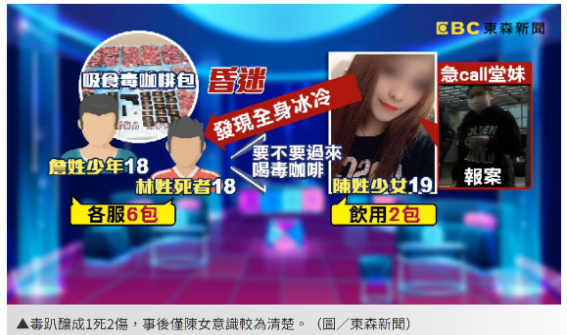 EBC 東森新聞
吸食毒咖啡包
昏迷
急call堂妹
發現全身冰冷
要不要過來
喝毒咖啡
報案
詹姓少年18
林姓死者18
陳姓少女19
各服6包
飲用2包
GOLDEN
▲毒趴釀成1死2傷，事後僅陳女意識較為清楚。（圖／東森新聞）